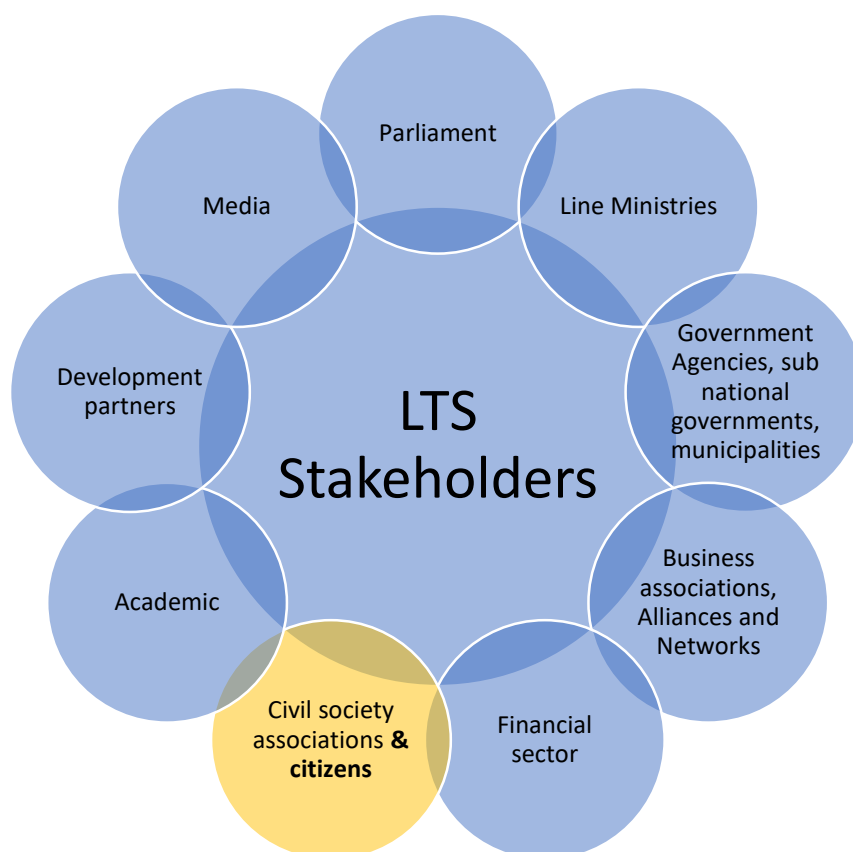 Parliament
Line Ministries
Government
Agencies, sub
national
governments,
municipalities
Business
associations,
Alliances and
Networks
Financial
sector
Civil society
associations &
citizens
Academic
Development
partners
Media
LTS
Stakeholders